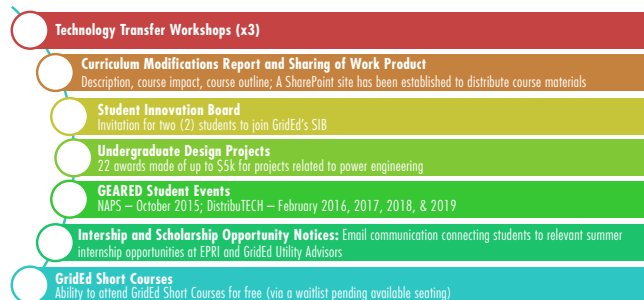 Technology Transfer Workshops (x3)
Curriculum Modifications Report and Sharing of Work Product
Description, course impact, course outline; A SharePoint site has been established to distribute course materials
Student Innovation Board
Invitation for two (2) students to join GridEd's SIB
Undergraduate Design Projects
22 awards made of up to $5k for projects related to power engineering
GEARED Student Events
NAPS – October 2015; DistribuTECH – February 2016, 2017, 2018, & 2019
Intership and Scholarship Opportunity Notices: Email communication connecting students to relevant summer
internship opportunities at EPRI and GridEd Utility Advisors
GridEd Short Courses
Ability to attend GridEd Short Courses for free (via a waitlist pending available seating)